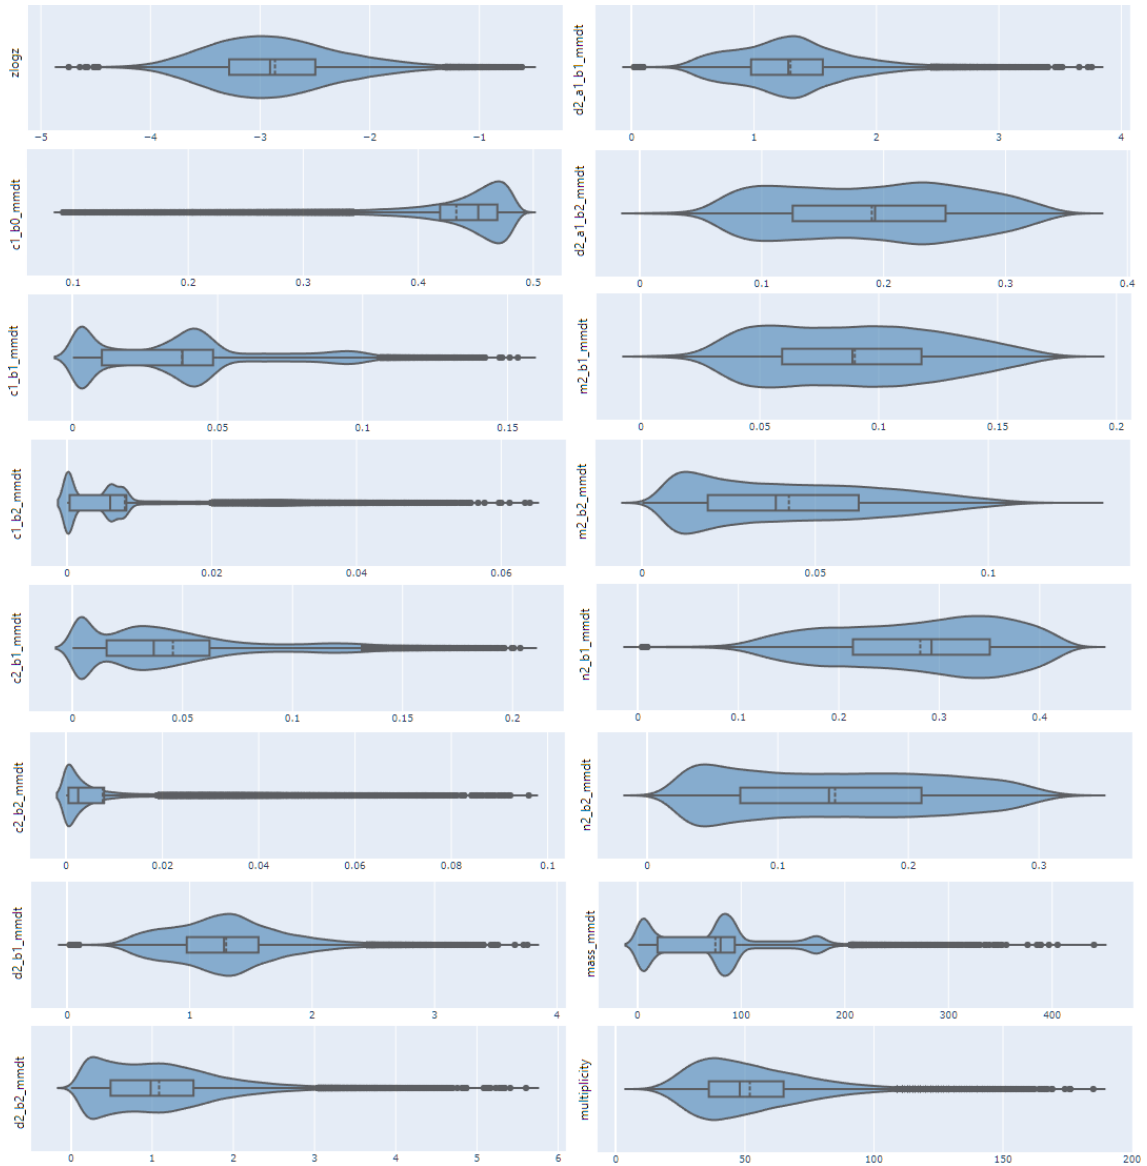 zlogz
−5 −4 −3 −2 −1
d2_a1_b1_mmdt
0 1 2 3 4
c1_b0_mmdt
0.1 0.2 0.3 0.4 0.5
d2_a1_b2_mmdt
0 0.1 0.2 0.3 0.4
c1_b1_mmdt
0 0.05 0.1 0.15
m2_b1_mmdt
0 0.05 0.1 0.15 0.2
c1_b2_mmdt
0 0.02 0.04 0.06
m2_b2_mmdt
0 0.05 0.1
c2_b1_mmdt
0 0.05 0.1 0.15 0.2
n2_b1_mmdt
0 0.1 0.2 0.3 0.4
c2_b2_mmdt
0 0.02 0.04 0.06 0.08 0.1
n2_b2_mmdt
0 0.1 0.2 0.3
d2_b1_mmdt
0 1 2 3 4
mass_mmdt
0 100 200 300 400
d2_b2_mmdt
0 1 2 3 4 5 6
multiplicity
0 50 100 150 200